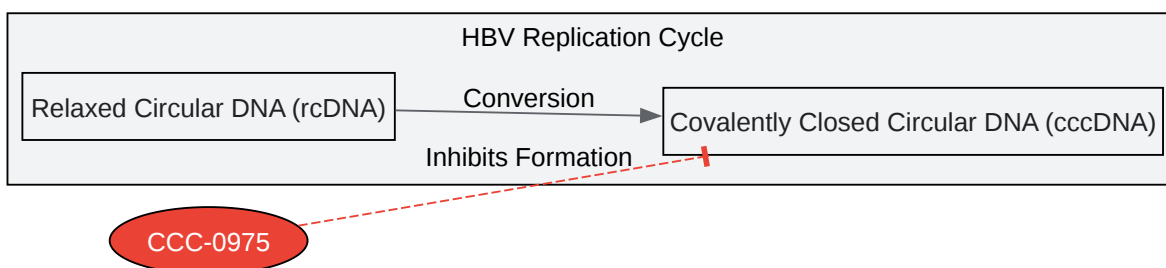 HBV Replication Cycle
Relaxed Circular DNA (rcDNA)
Conversion
Covalently Closed Circular DNA (cccDNA)
Inhibits Formation
CCC-0975